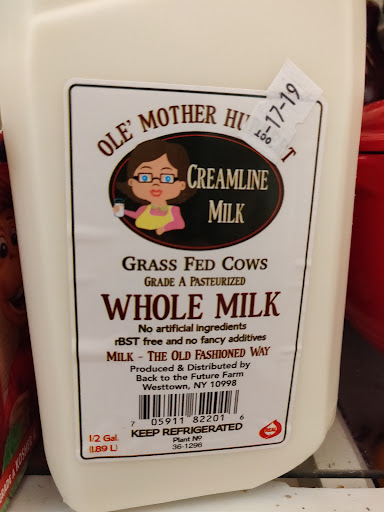 OLE' MOTHER HU
-17-19
CREAMLINE
MILK
GRASS FED COWS
GRADE A PASTEURIZED
WHOLE MILK
No artificial ingredients
rBST free and no fancy additives
MILK - THE OLD FASHIONED WAY
Produced & Distributed by
Back to the Future Farm
Westtown, NY 10998
7 05911 82201 6
KEEP REFRIGERATED
Plant Nº
36-1296
1/2 Gal.
(1.89 L)